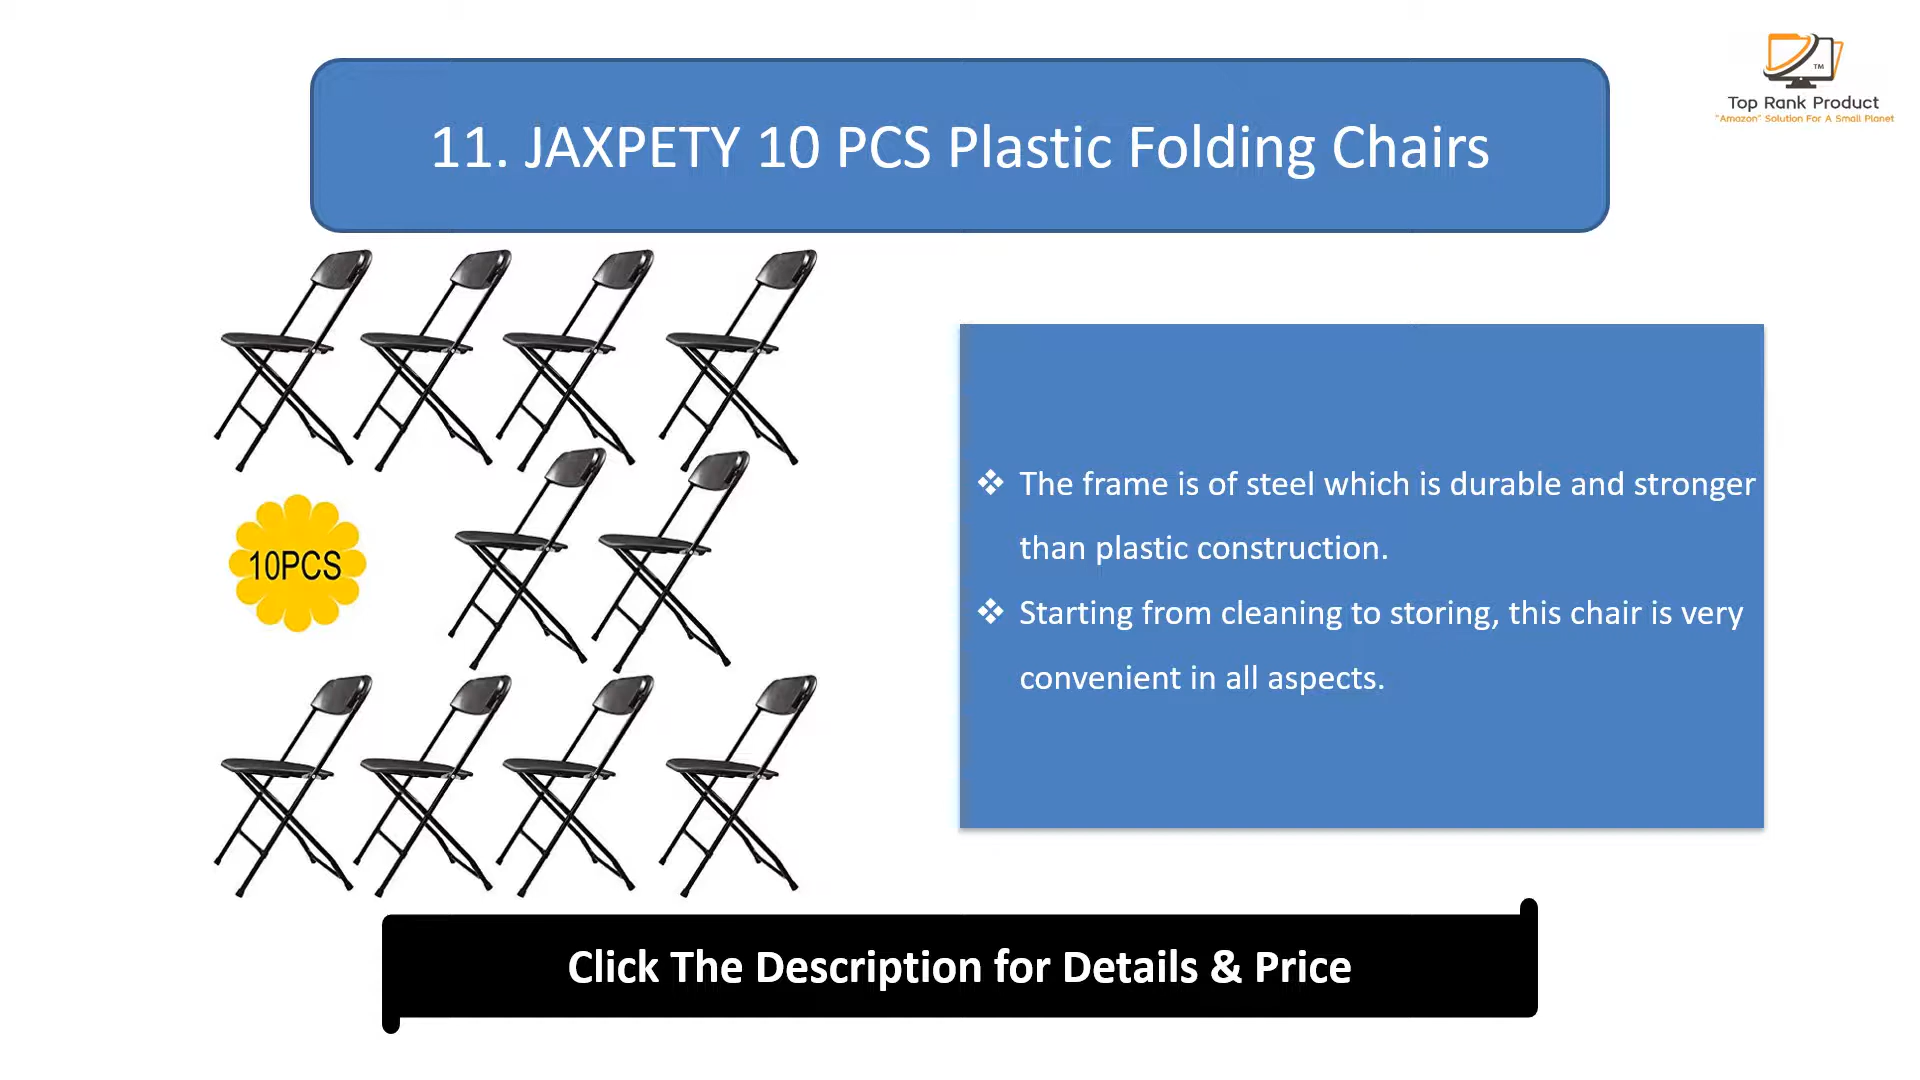 Top Rank Product
"Amazon" Solution For A Small Planet
TM
11. JAXPETY 10 PCS Plastic Folding Chairs
10PCS
❖ The frame is of steel which is durable and stronger
than plastic construction.
❖ Starting from cleaning to storing, this chair is very
convenient in all aspects.
Click The Description for Details & Price